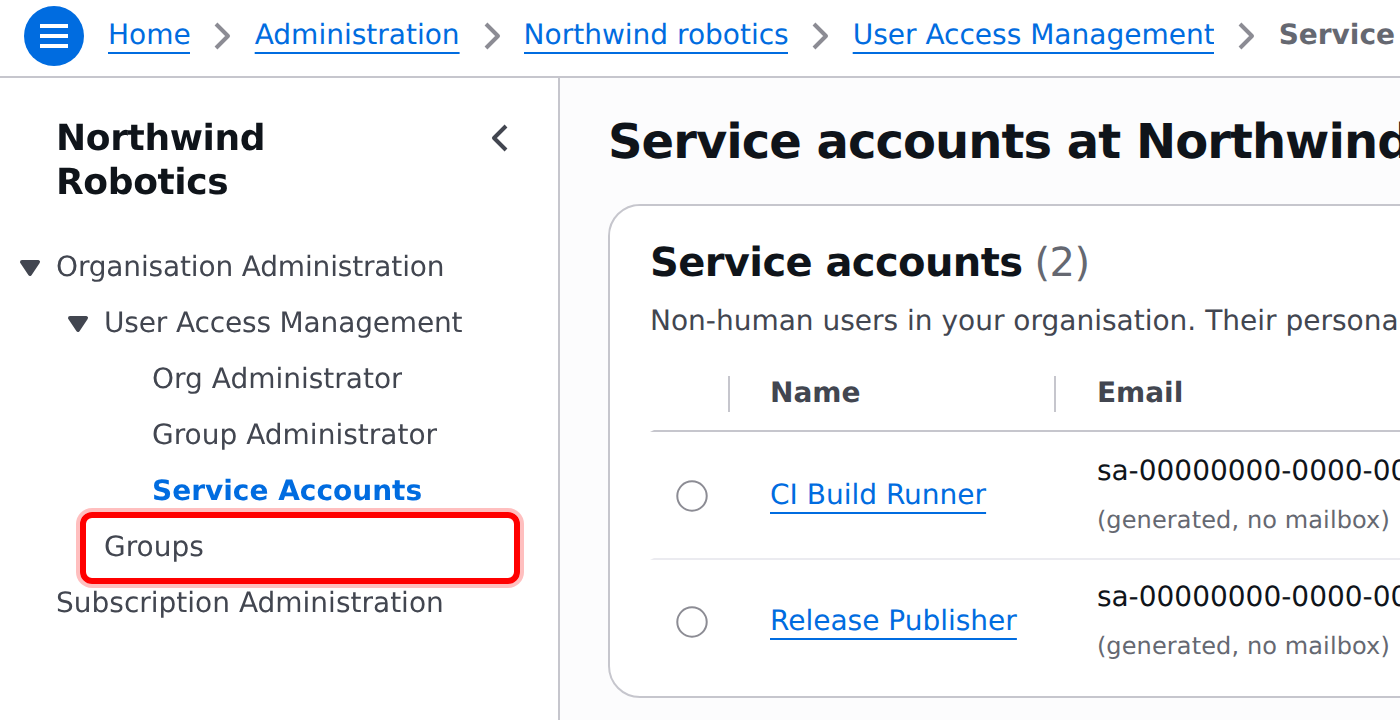 Home Administration Northwind robotics User Access Management Service
Northwind
Robotics
Organisation Administration
User Access Management
Org Administrator
Group Administrator
Service Accounts
Groups
Subscription Administration
Service accounts at Northwind
Service accounts (2)
Non-human users in your organisation. Their persona
Name Email
CI Build Runner sa-00000000-0000-00
(generated, no mailbox)
Release Publisher sa-00000000-0000-00
(generated, no mailbox)